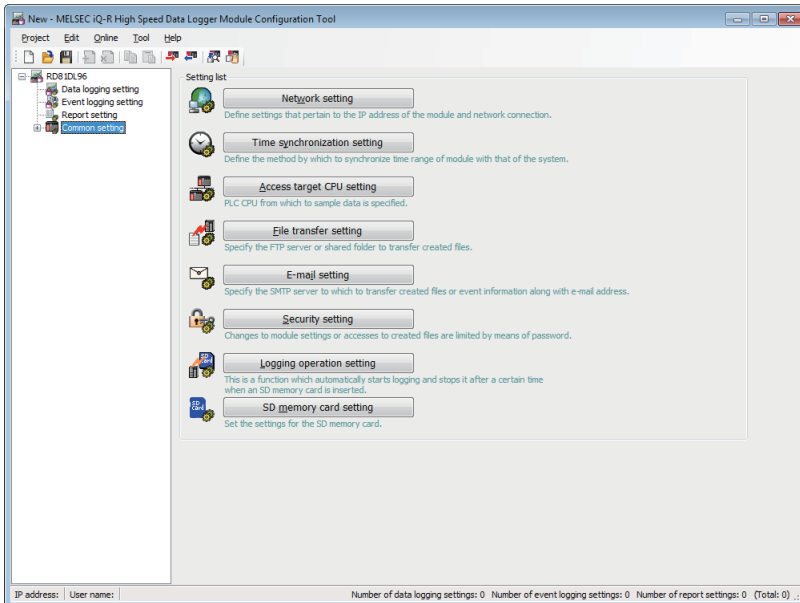 New - MELSEC iQ-R High Speed Data Logger Module Configuration Tool
Project Edit Online Tool Help
RD81DL96
Data logging setting
Event logging setting
Report setting
Common setting
Setting list
Network setting
Define settings that pertain to the IP address of the module and network connection.
Time synchronization setting
Define the method by which to synchronize time range of module with that of the system.
Access target CPU setting
PLC CPU from which to sample data is specified.
File transfer setting
Specify the FTP server or shared folder to transfer created files.
E-mail setting
Specify the SMTP server to which to transfer created files or event information along with e-mail address.
Security setting
Changes to module settings or accesses to created files are limited by means of password.
SD
Card
Logging operation setting
This is a function which automatically starts logging and stops it after a certain time
when an SD memory card is inserted.
SD
Card
SD memory card setting
Set the settings for the SD memory card.
IP address: User name: Number of data logging settings: 0 Number of event logging settings: 0 Number of report settings: 0 (Total: 0)